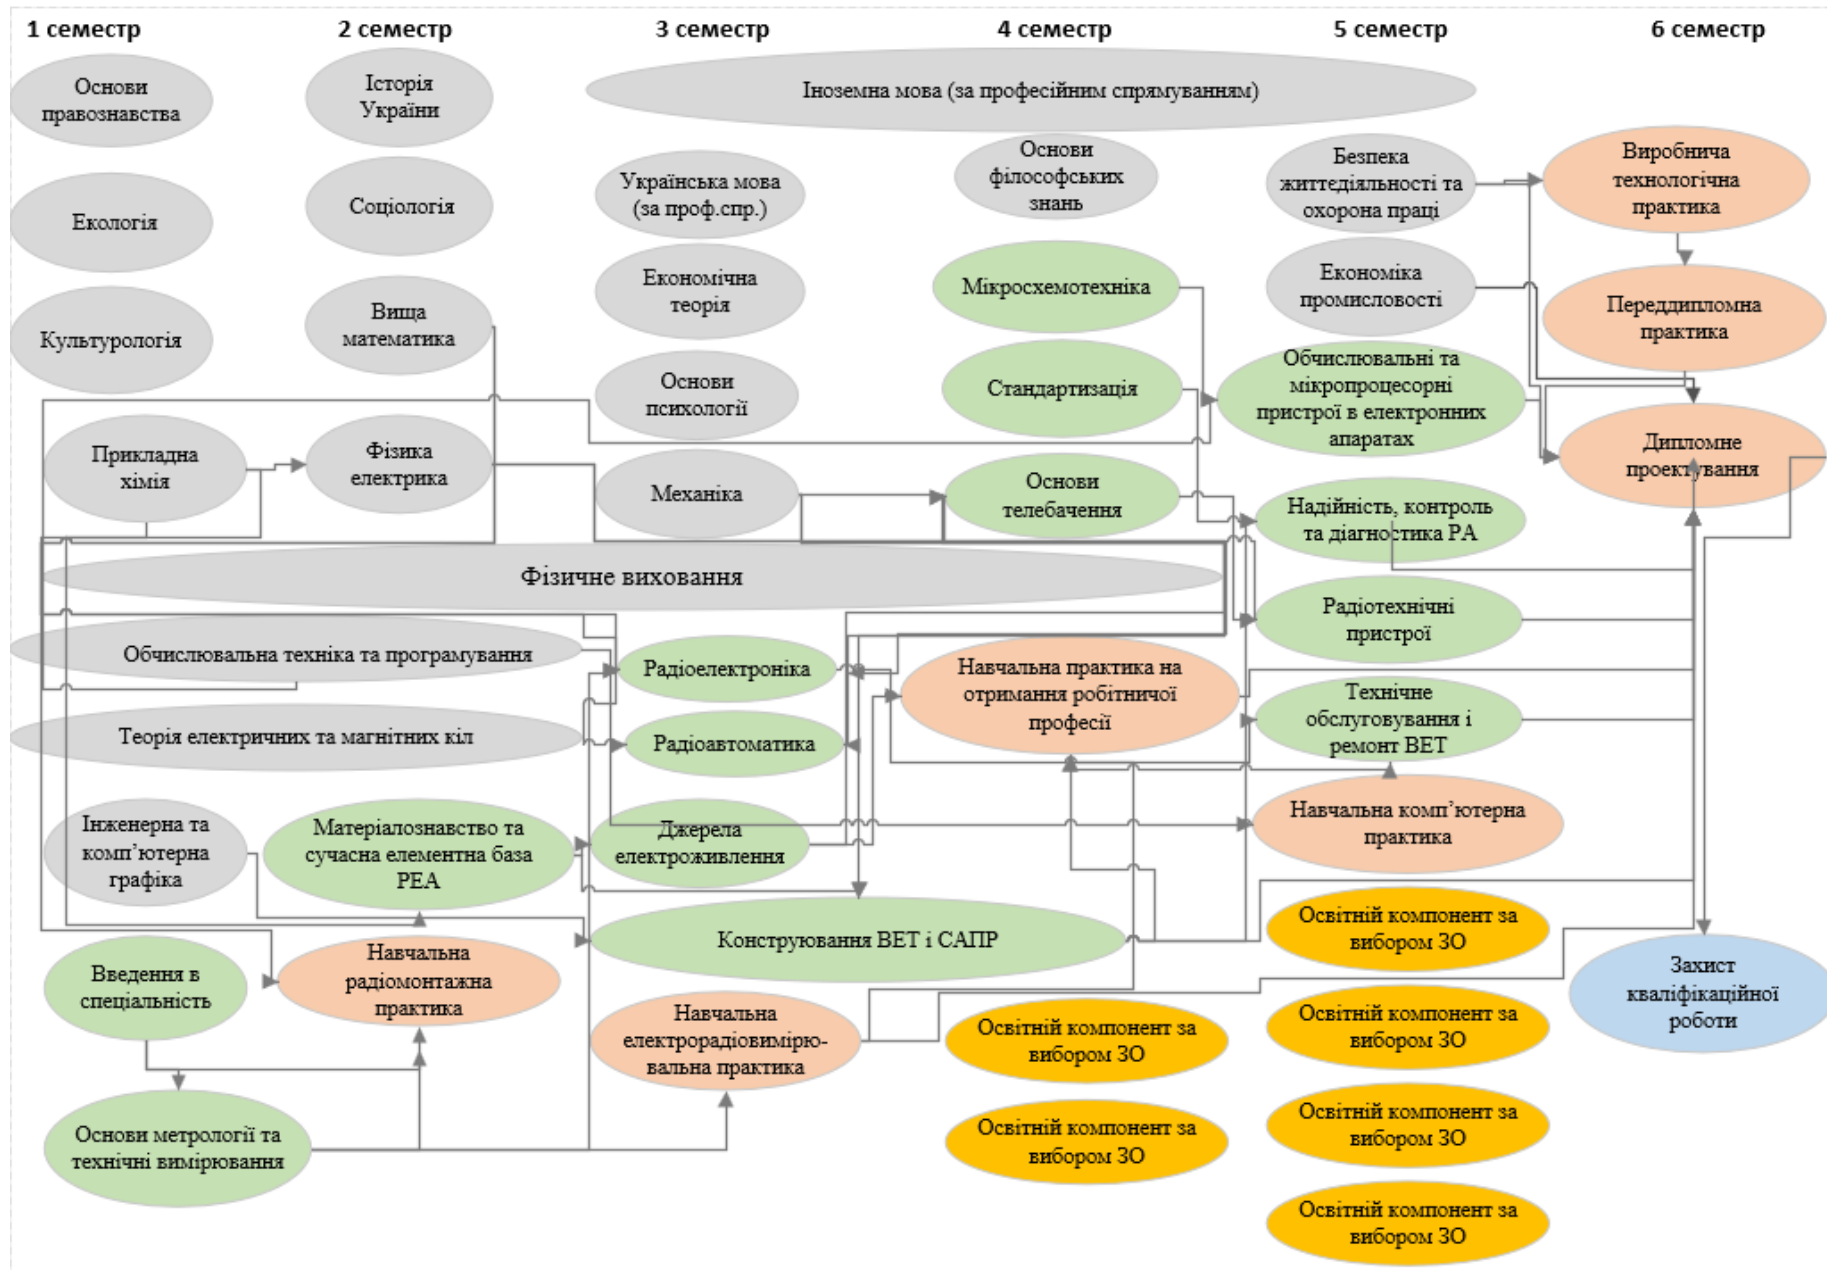 1 семестр
2 семестр
3 семестр
4 семестр
5 семестр
6 семестр
Основи
правознавства
Екологія
Культурологія
Прикладна
хімія
Історія
України
Соціологія
Вища
математика
Фізика
електрика
Іноземна мова (за професійним спрямуванням)
Українська мова
(за проф.спр.)
Економічна
теорія
Основи
психології
Механіка
Основи
філософських
знань
Мікросхемотехніка
Стандартизація
Основи
телебачення
Безпека
життєдіяльності та
охорона праці
Економіка
промисловості
Обчислювальні та
мікропроцесорні
пристрої в електронних
апаратах
Надійність, контроль
та діагностика РА
Радіотехнічні
пристрої
Технічне
обслуговування і
ремонт ВЕТ
Навчальна комп’ютерна
практика
Виробнича
технологічна
практика
Переддипломна
практика
Дипломне
проектування
Фізичне виховання
Обчислювальна техніка та програмування
Теорія електричних та магнітних кіл
Радіоелектроніка
Радіоавтоматика
Навчальна практика на
отримання робітничої
професії
Інженерна та
комп’ютерна
графіка
Матеріалознавство та
сучасна елементна база
РЕА
Джерела
електроживлення
Конструювання ВЕТ і САПР
Введення в
спеціальність
Навчальна
радіомонтажна
практика
Навчальна
електрорадіовимірю-
вальна практика
Основи метрології та
технічні вимірювання
Освітній компонент за
вибором ЗО
Освітній компонент за
вибором ЗО
Освітній компонент за
вибором ЗО
Освітній компонент за
вибором ЗО
Освітній компонент за
вибором ЗО
Освітній компонент за
вибором ЗО
Захист
кваліфікаційної
роботи